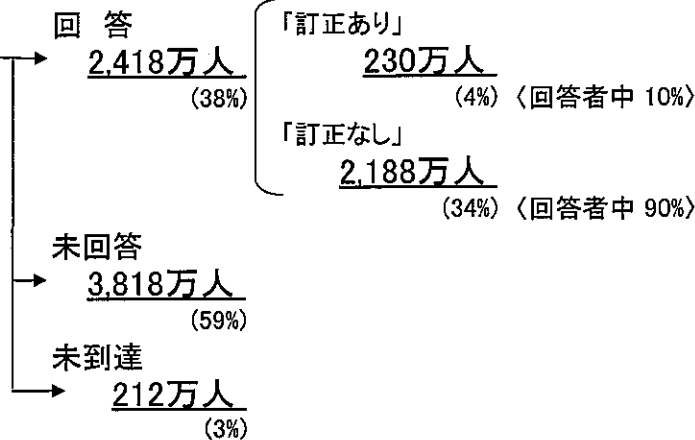 回 答
2,418万人
(38%)
「訂正あり」
230万人
(4%) 〈回答者中 10%〉
「訂正なし」
2,188万人
(34%) 〈回答者中 90%〉
未回答
3,818万人
(59%)
未到達
212万人
(3%)